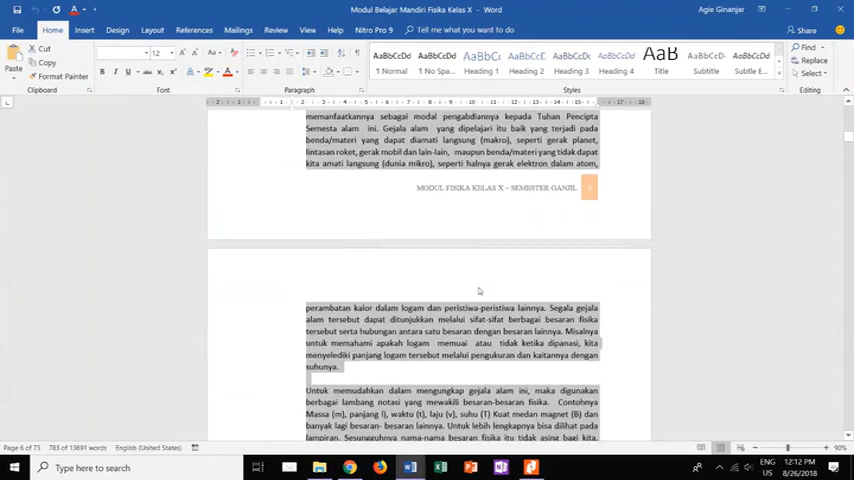 Modul Belajar Mandiri Fisika Kelas X - Word
Agie Ginanjar
File Home Insert Design Layout References Mailings Review View Help Nitro Pro 9 Tell me what you want to do
Share
Paste
Cut
Copy
Format Painter
Clipboard
12
B I U abc
Font
Paragraph
AaBbCcDd AaBbCcDd AaBbC AaBbCcE AaBbCcD AaBbCcD AaB AaBbCcD AaBbCcD
1 Normal 1 No Spa... Heading 1 Heading 2 Heading 3 Heading 4 Title Subtitle Subtle E...
Styles
Find
Replace
Select
Editing
memanfaatkannya sebagai modal pengabdiannya kepada Tuhan Pencipta
Semesta alam ini. Gejala alam yang dipelajari itu baik yang terjadi pada
benda/materi yang dapat diamati langsung (makro), seperti gerak planet,
lintasan roket, gerak mobil dan lain-lain, maupun benda/materi yang tidak dapat
kita amati langsung (dunia mikro), seperti halnya gerak elektron dalam atom,
MODUL FISIKA KELAS X – SEMESTER GANJIL
perambatan kalor dalam logam dan peristiwa-peristiwa lainnya. Segala gejala
alam tersebut dapat ditunjukkan melalui sifat-sifat berbagai besaran fisika
tersebut serta hubungan antara satu besaran dengan besaran lainnya. Misalnya
untuk memahami apakah logam memuai atau tidak ketika dipanasi, kita
menyelediki panjang logam tersebut melalui pengukuran dan kaitannya dengan
suhunya.
Untuk memudahkan dalam mengungkap gejala alam ini, maka digunakan
berbagai lambang notasi yang mewakili besaran-besaran fisika. Contohnya
Massa (m), panjang l), waktu (t), laju (v), suhu (T) Kuat medan magnet (B) dan
banyak lagi besaran- besaran lainnya. Untuk lebih lengkapnya bisa dilihat pada
lampiran. Sesungguhnya nama-nama besaran fisika itu tidak asing bagi kita.
Page 6 of 73 783 of 13691 words English (United States)
90%
Type here to search
ENG
US
12:12 PM
8/26/2018